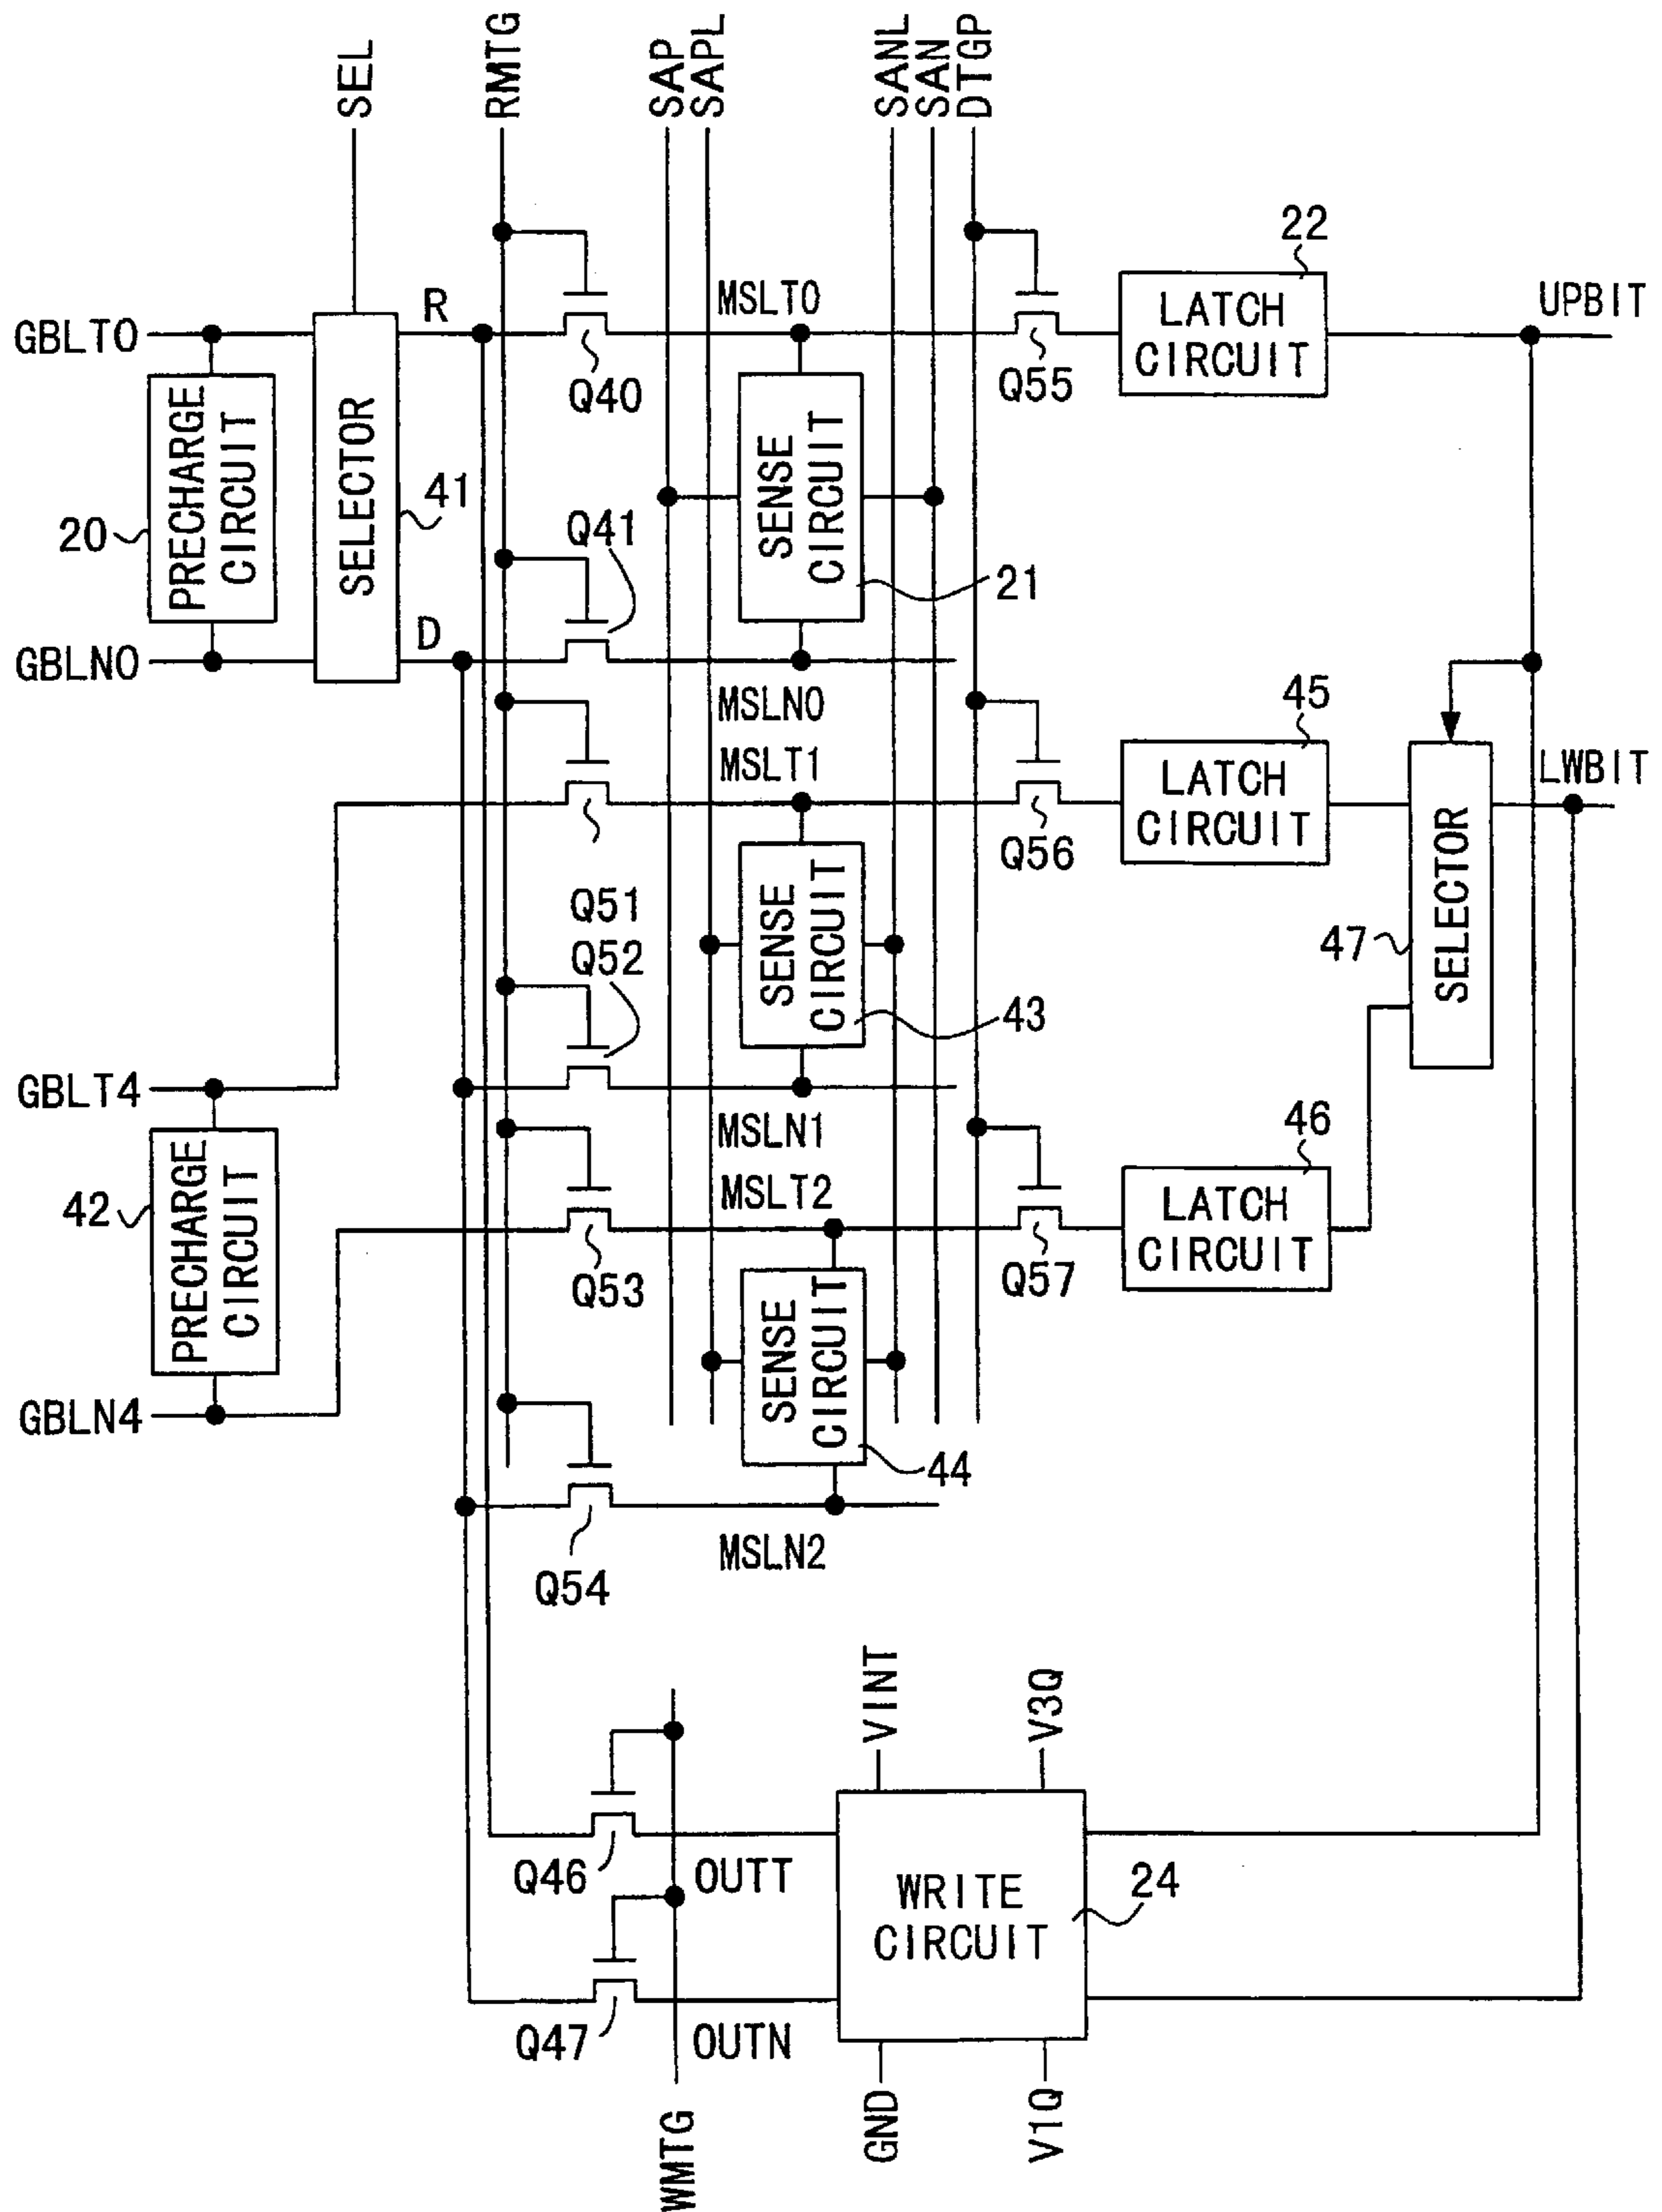 SEL
RMTG
SAP
SAPL
SANL
SAN
DTGP
GBLT0
R
MSLT0
22
LATCH
CIRCUIT
UPBIT
Q40
Q55
PRECHARGE
CIRCUIT
20
SELECTOR
41
Q41
SENSE
CIRCUIT
21
GBLN0
D
MSLN0
MSLT1
45
LATCH
CIRCUIT
LWBIT
Q56
Q51
Q52
SENSE
CIRCUIT
43
47
SELECTOR
GBLT4
MSLN1
46
PRECHARGE
CIRCUIT
42
MSLT2
LATCH
CIRCUIT
Q53
Q57
SENSE
CIRCUIT
44
GBLN4
MSLN2
Q54
VINT
V3Q
Q46
OUTT
WRITE
CIRCUIT
24
Q47
OUTN
WMTG
GND
V1Q